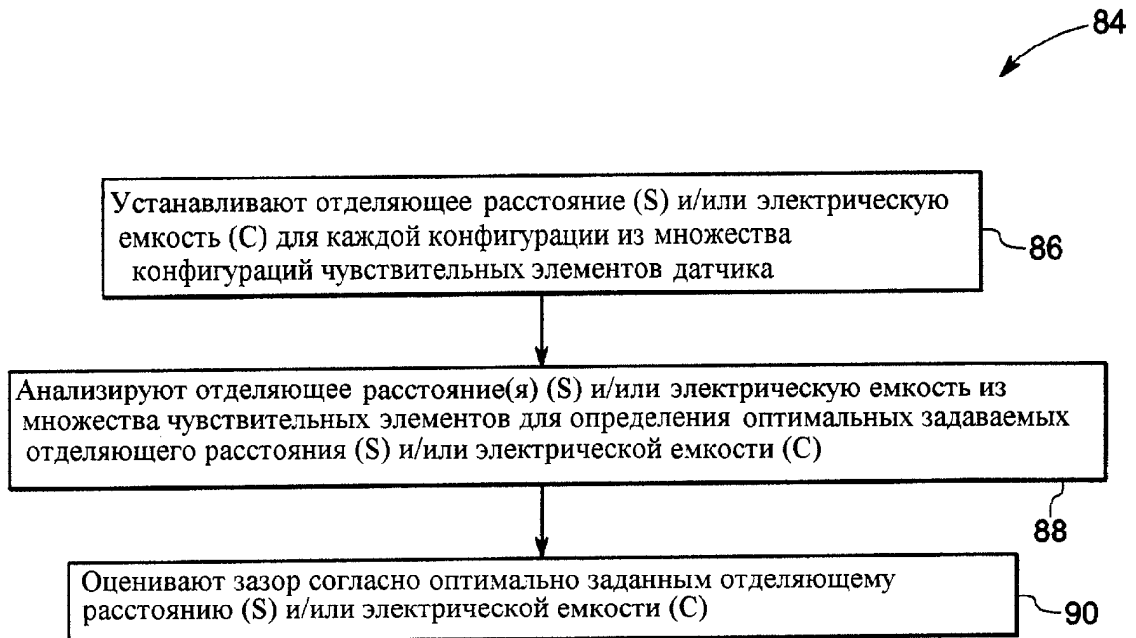 84
Устанавливают отделяющее расстояние (S) и/или электрическую
емкость (C) для каждой конфигурации из множества
конфигураций чувствительных элементов датчика
86
Анализируют отделяющее расстояние(я) (S) и/или электрическую емкость из
множества чувствительных элементов для определения оптимальных задаваемых
отделяющего расстояния (S) и/или электрической емкости (C)
88
Оценивают зазор согласно оптимально заданным отделяющему
расстоянию (S) и/или электрической емкости (C)
90